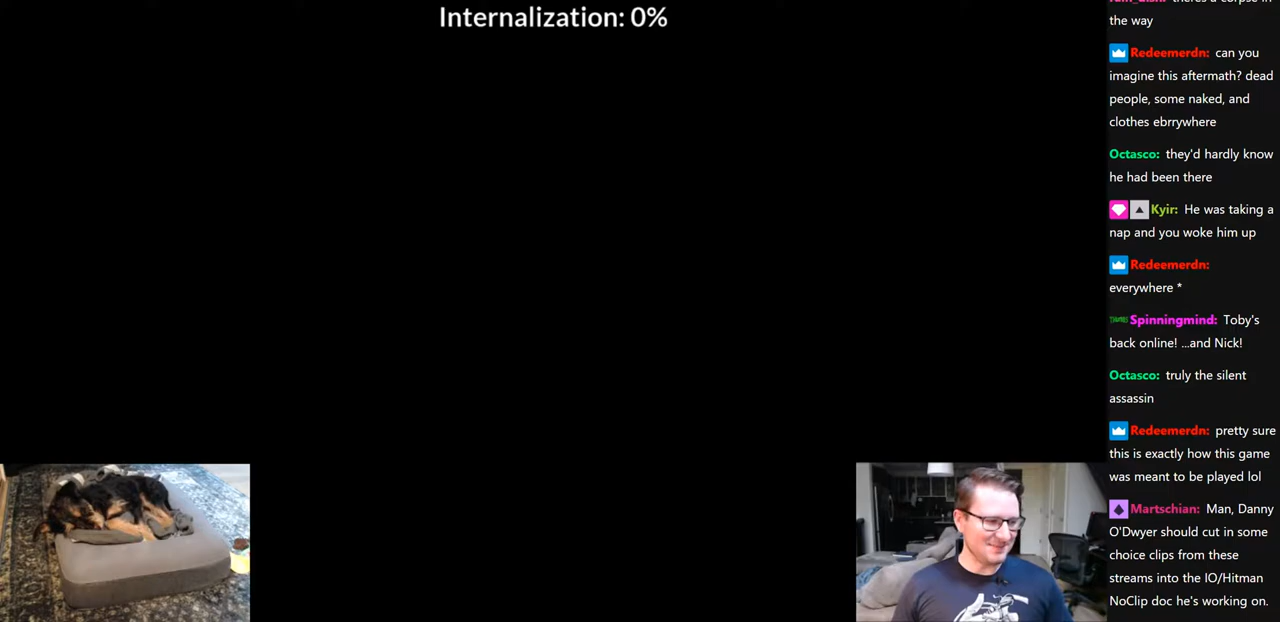 Internalization: 0%
the way
Redeemerdn: can you
imagine this aftermath? dead
people, some naked, and
clothes ebrrywhere
Octasco: they'd hardly know
he had been there
Kyir: He was taking a
nap and you woke him up
Redeemerdn:
everywhere *
Spinningmind: Toby's
back online! ...and Nick!
Octasco: truly the silent
assassin
Redeemerdn: pretty sure
this is exactly how this game
was meant to be played lol
Martschian: Man, Danny
O'Dwyer should cut in some
choice clips from these
streams into the IO/Hitman
NoClip doc he's working on.